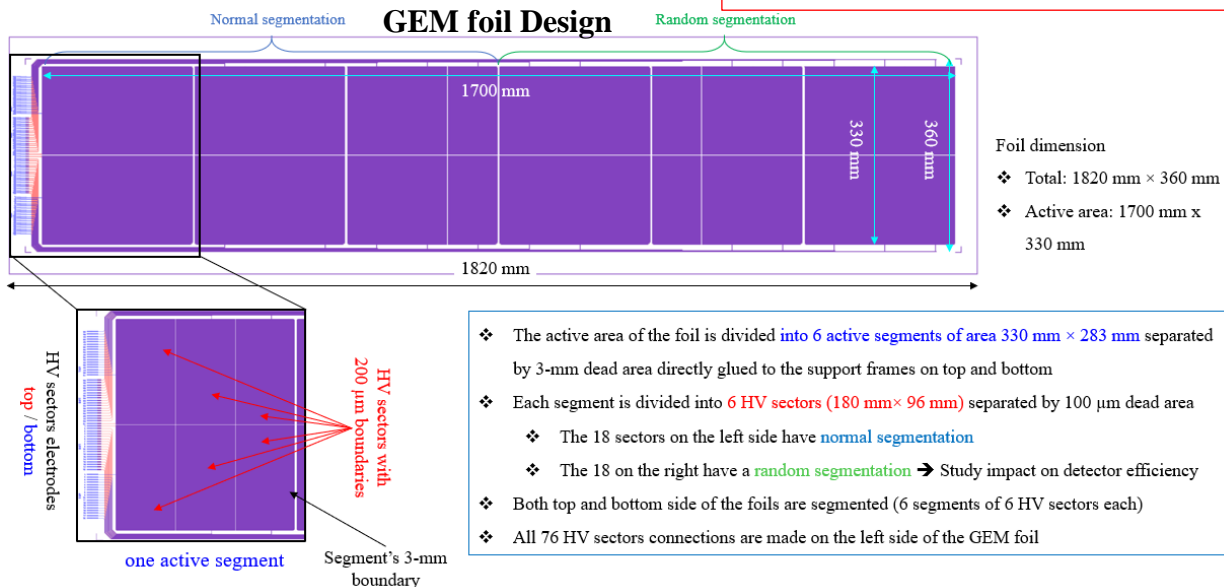 GEM foil Design
Normal segmentation
Random segmentation
1700 mm
330 mm
360 mm
1820 mm
Foil dimension
❖ Total: 1820 mm × 360 mm
❖ Active area: 1700 mm x
330 mm
HV sectors electrodes
top / bottom
HV sectors with
200 µm boundaries
one active segment
Segment's 3-mm
boundary
❖ The active area of the foil is divided into 6 active segments of area 330 mm × 283 mm separated
by 3-mm dead area directly glued to the support frames on top and bottom
❖ Each segment is divided into 6 HV sectors (180 mm× 96 mm) separated by 100 µm dead area
❖ The 18 sectors on the left side have normal segmentation
❖ The 18 on the right have a random segmentation ➔ Study impact on detector efficiency
❖ Both top and bottom side of the foils are segmented (6 segments of 6 HV sectors each)
❖ All 76 HV sectors connections are made on the left side of the GEM foil